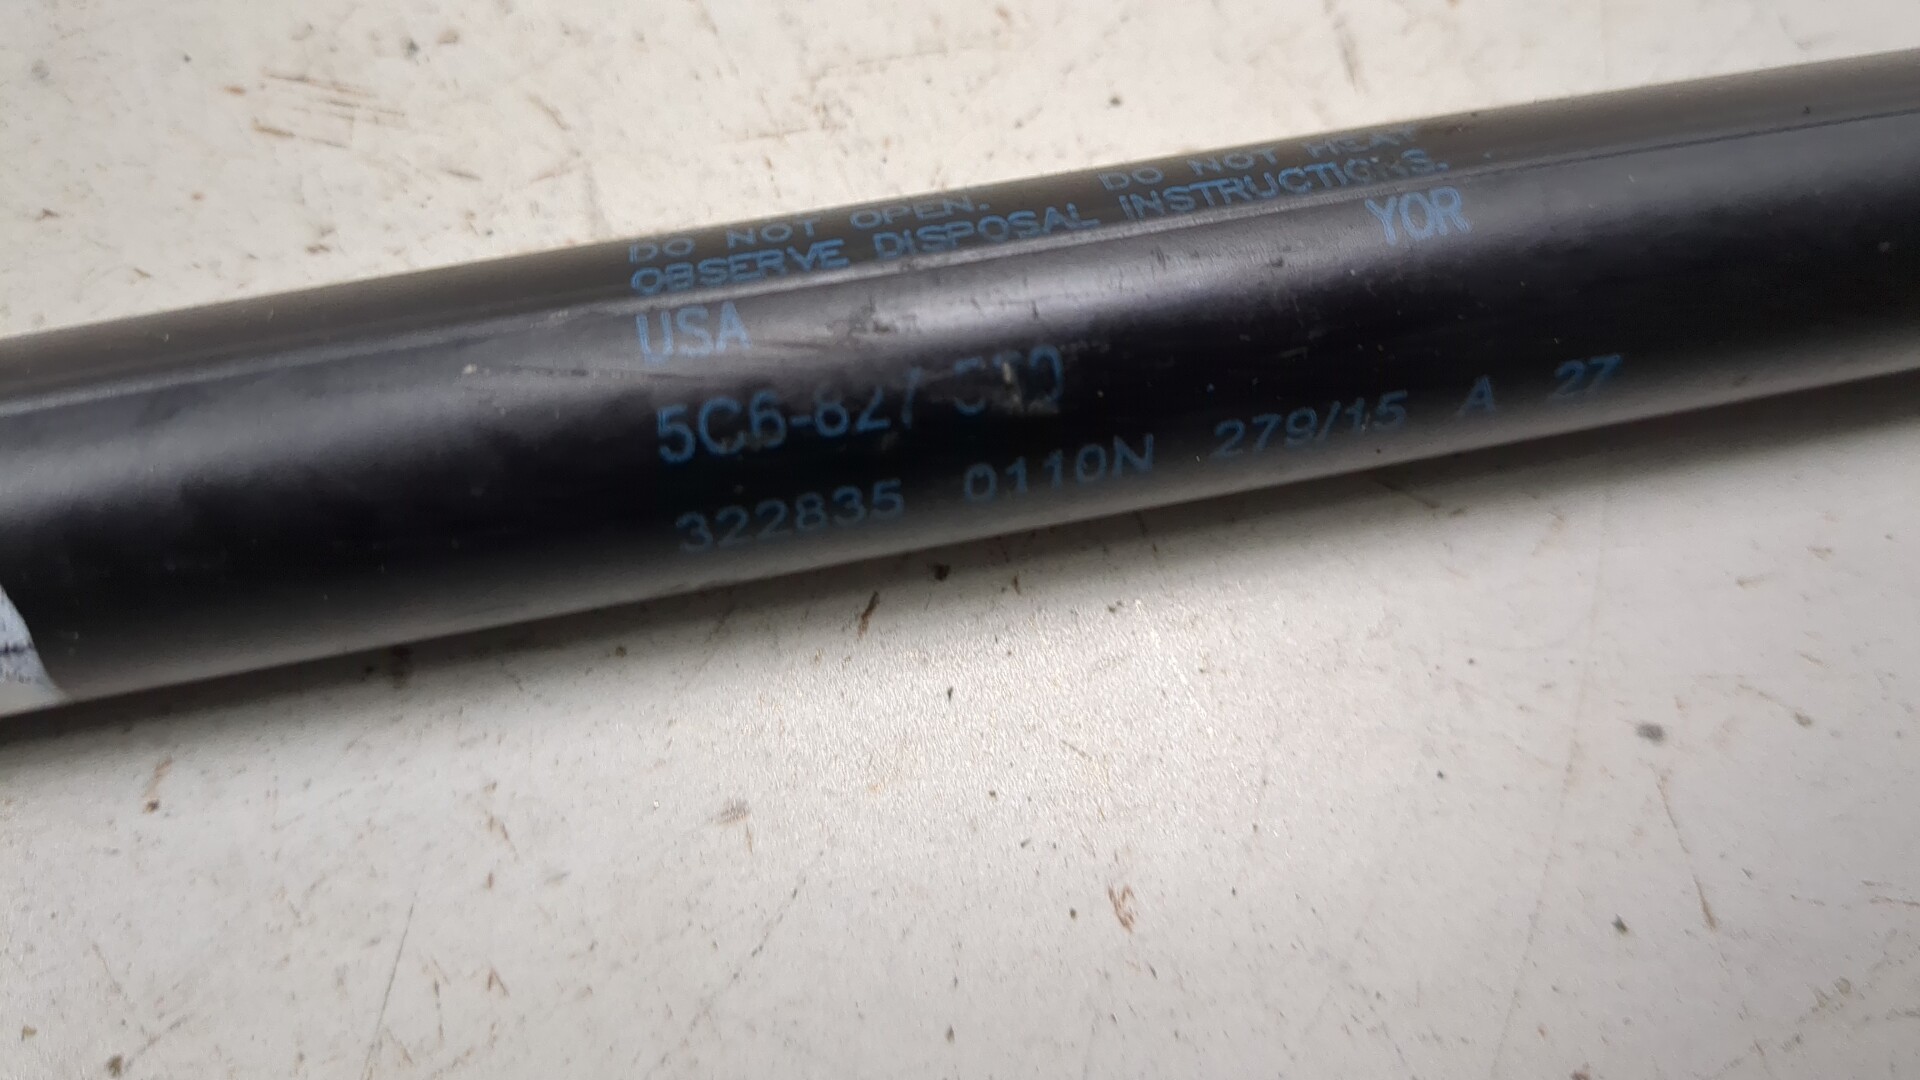 DO NOT OPEN. DO NOT HEAT
OBSERVE DISPOSAL INSTRUCTIONS.
USA YOR
5C6-827
322835 0110N 279/15 A 27